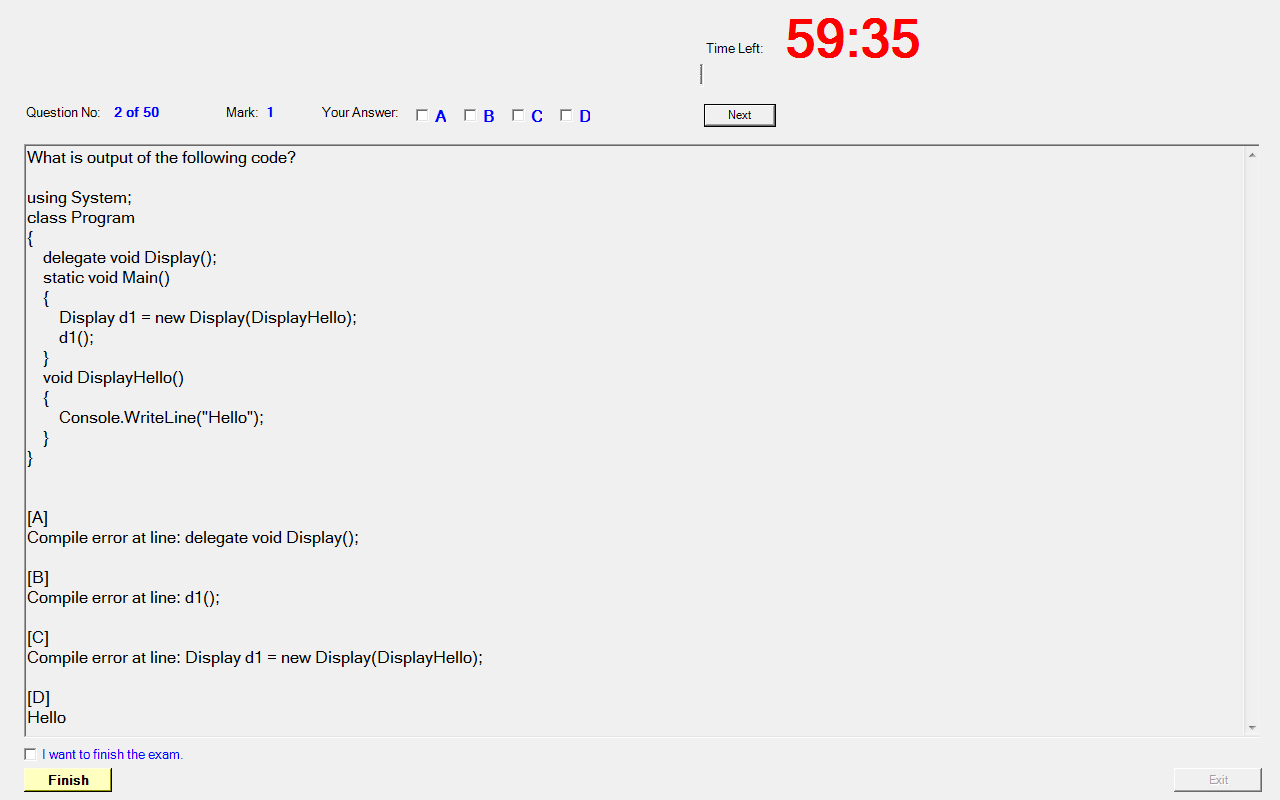 Time Left: 59:35
Question No: 2 of 50 Mark: 1 Your Answer: A B C D Next
What is output of the following code?
using System;
class Program
{
delegate void Display();
static void Main()
{
Display d1 = new Display(DisplayHello);
d1();
}
void DisplayHello()
{
Console.WriteLine("Hello");
}
}
[A]
Compile error at line: delegate void Display();
[B]
Compile error at line: d1();
[C]
Compile error at line: Display d1 = new Display(DisplayHello);
[D]
Hello
I want to finish the exam.
Finish Exit